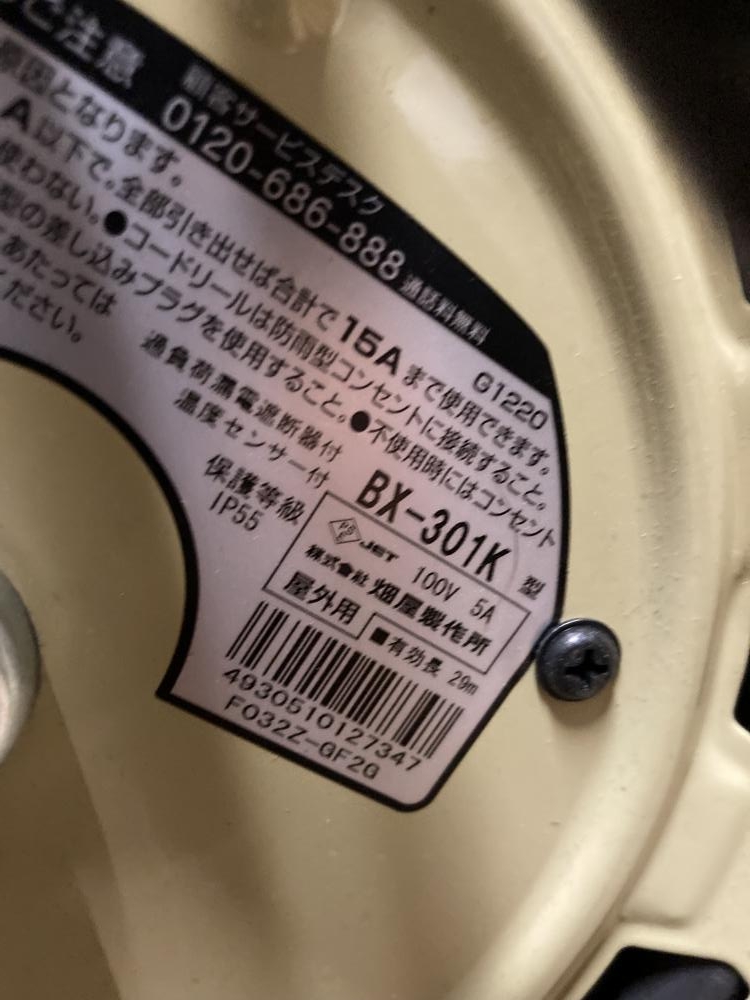 ご注意
顧客サービスデスク
0120-686-888 通話料無料
G1220
原因となります。
A以下で、全部引き出せば合計で15Aまで使用できます。
使わない。●コードリールは防雨型コンセントに接続すること。
型の差し込みプラグを使用すること。●不使用時にはコンセント
あたっては
ください。
過負荷漏電遮断器付
温度センサー付
保護等級
IP55
BX-301K 型
PSE JET 100V 5A
株式会社 畑屋製作所
屋外用
■有効長 29m
4930510127347
F032Z-GF2G